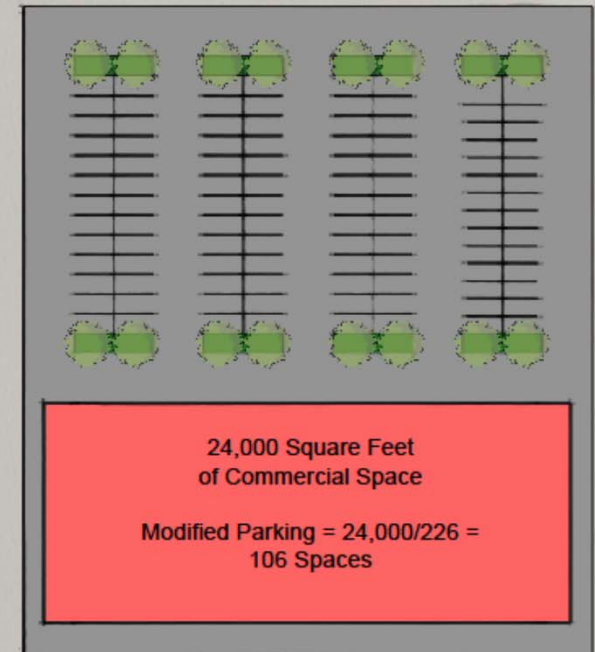 24,000 Square Feet
of Commercial Space
Modified Parking = 24,000/226 =
106 Spaces